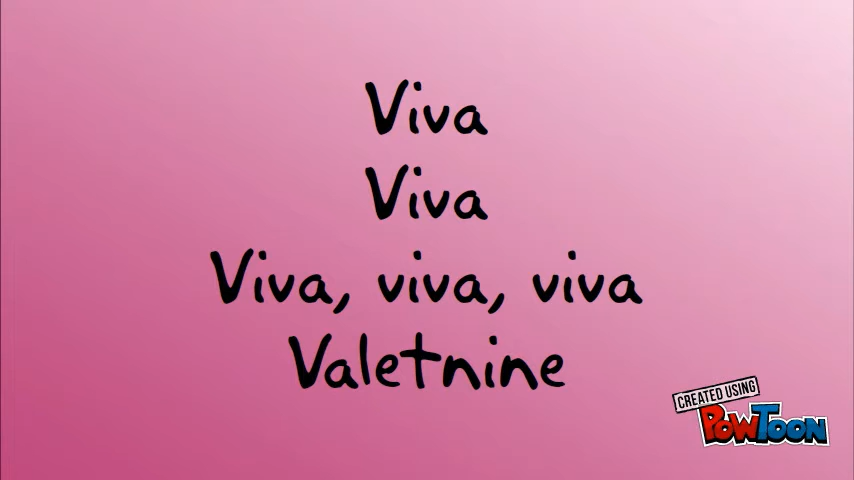 Viva
Viva
Viva, viva, viva
Valetnine
CREATED USING
POWTOON